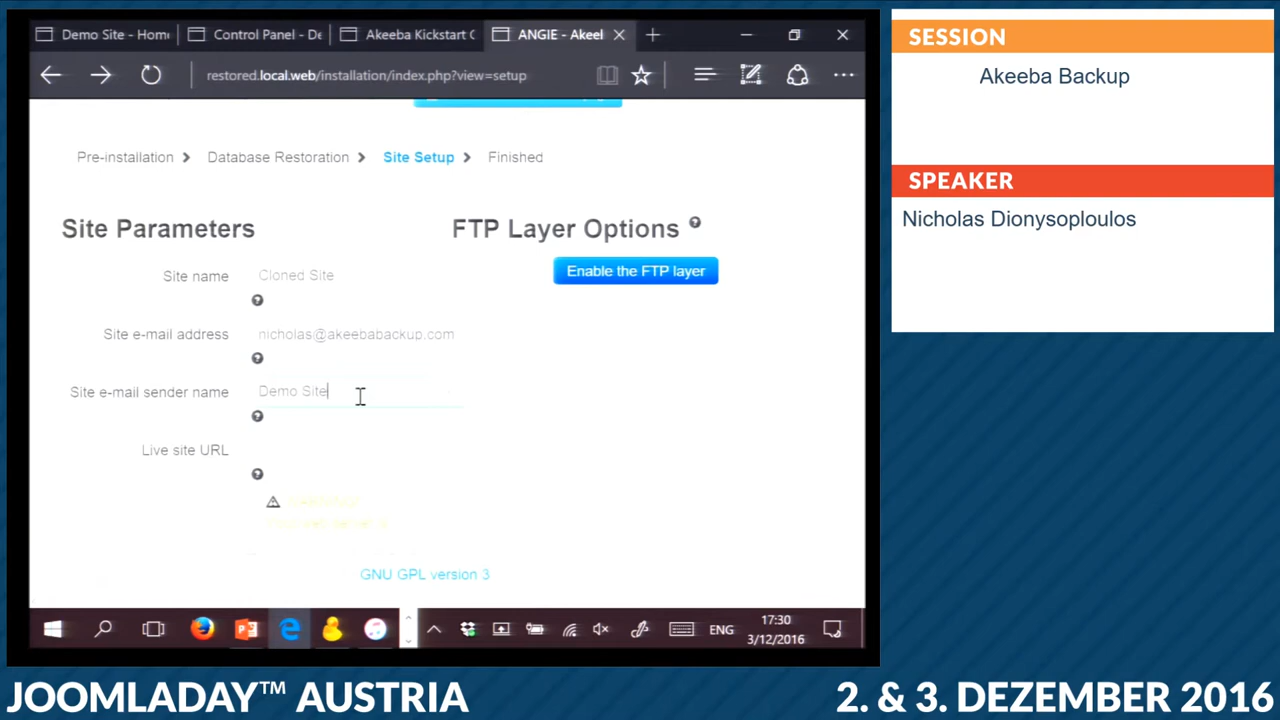 Demo Site - Hom
Control Panel - De
Akeeba Kickstart C
ANGIE - Akeel
restored.local.web/installation/index.php?view=setup
Pre-installation
Database Restoration
Site Setup
Finished
Site Parameters
FTP Layer Options
Site name
Cloned Site
Enable the FTP layer
Site e-mail address
nicholas@akeebabackup.com
Site e-mail sender name
Demo Site
Live site URL
GNU GPL version 3
ENG
17:30
3/12/2016
SESSION
Akeeba Backup
SPEAKER
Nicholas Dionysoploulos
JOOMLADAY™ AUSTRIA
2. & 3. DEZEMBER 2016